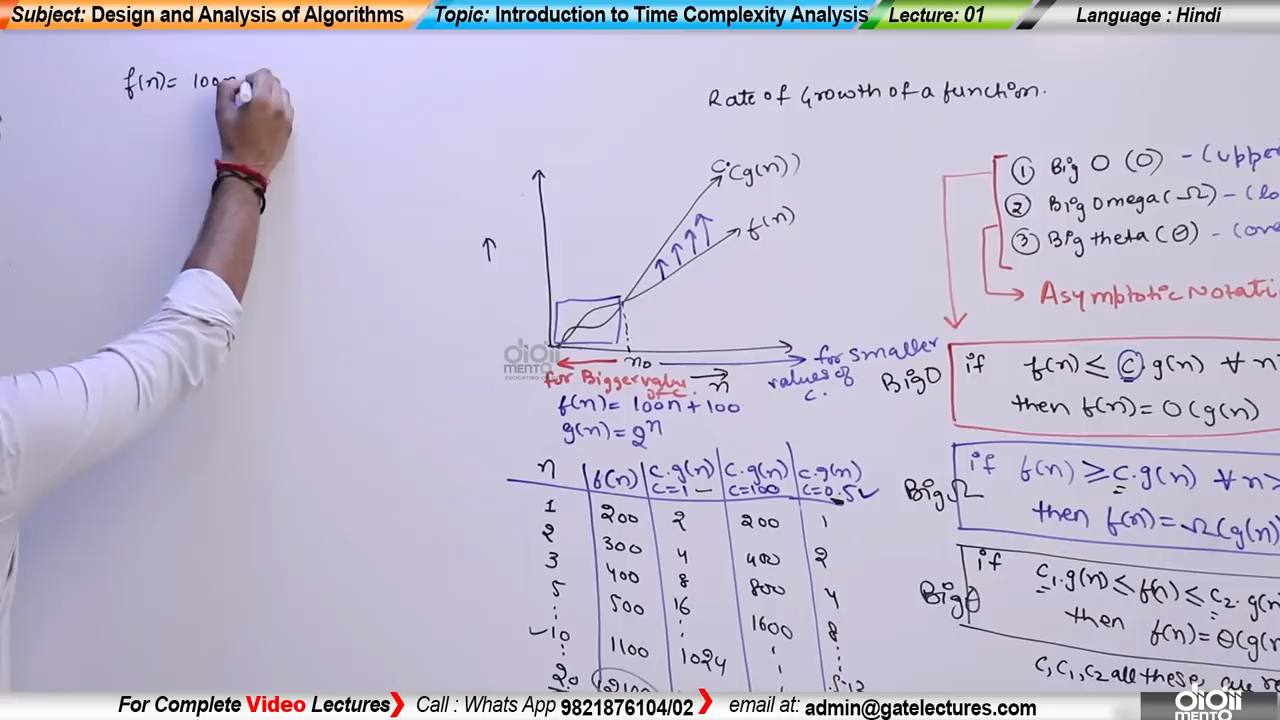 Subject: Design and Analysis of Algorithms
Topic: Introduction to Time Complexity Analysis
Lecture: 01
Language : Hindi
f(n)= 100n
Rate of Growth of a function.
C.(g(n))
f(n)
① Big O (O) - (upper
② Big omega (Ω) -
③ Big theta (Θ) -
Asymptotic Notati
n0
n
for Bigger value of C.
for smaller values of C.
f(n)= 100n+100
g(n)= 2^n
Big O
if f(n) ≤ C g(n) ∀ n
then f(n)= O(g(n)
Big Ω
if f(n) ≥ C.g(n) ∀ n>
then f(n)= Ω(g(n)
Big Θ
if C1.g(n) ≤ f(n) ≤ C2.g(n
then f(n)= Θ(g(n
C, C1, C2 all these
n f(n) C.g(n) C=1 C.g(n) C=100 C.g(n) C=0.5
1 200 2 200 1
2 300 4 400 2
3 400 8 800 4
5 500 16 1600 8
10 1100 1024
20
DIGII MENTO
For Complete Video Lectures
Call : Whats App 9821876104/02
email at: admin@gatelectures.com
DIGII MENTO